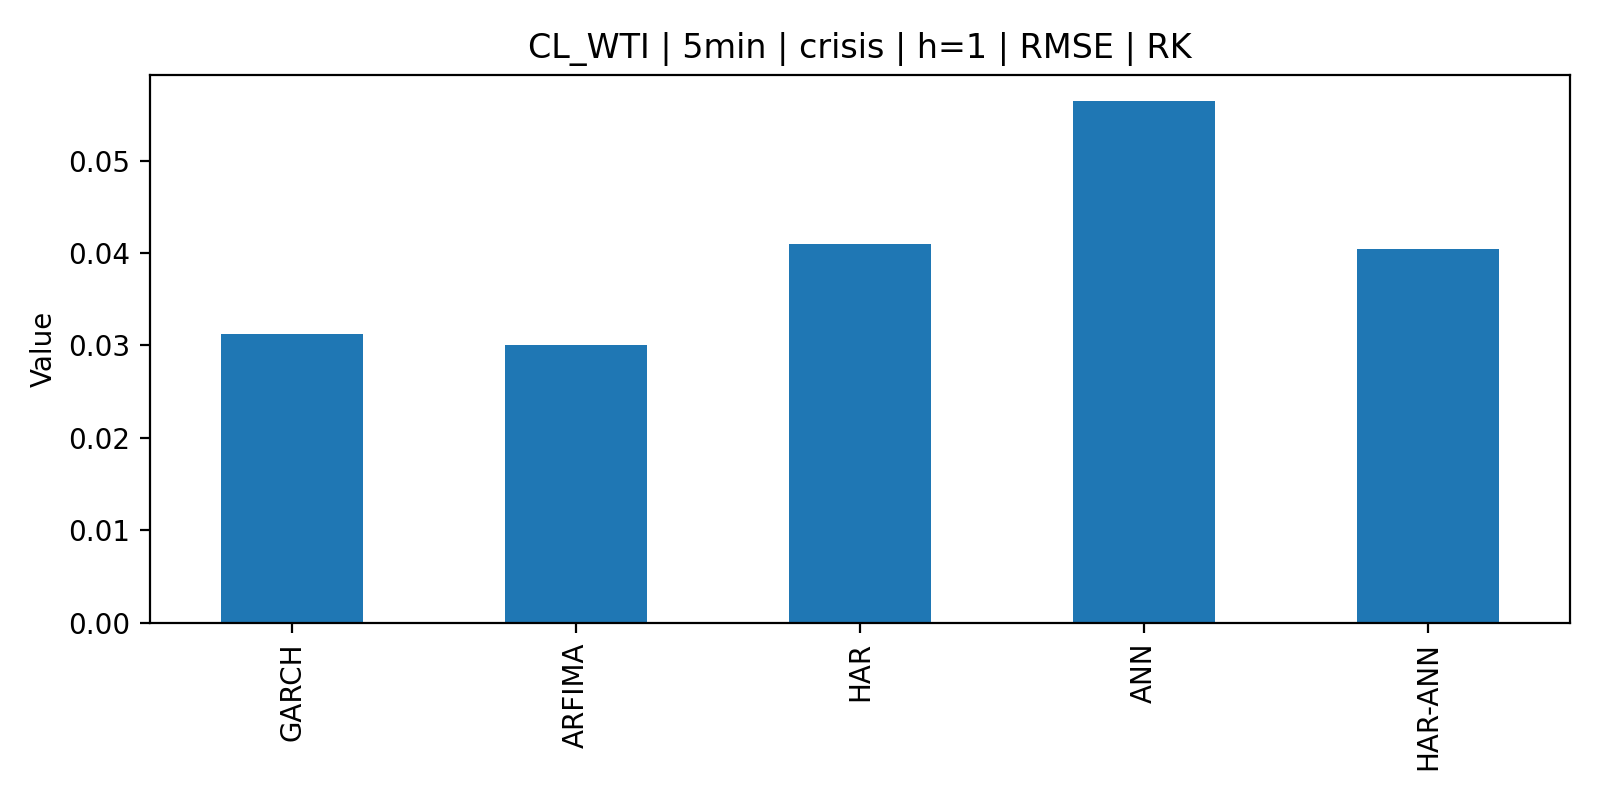 CL_WTI | 5min | crisis | h=1 | RMSE | RK
Value
0.05
0.04
0.03
0.02
0.01
0.00
GARCH
ARFIMA
HAR
ANN
HAR-ANN